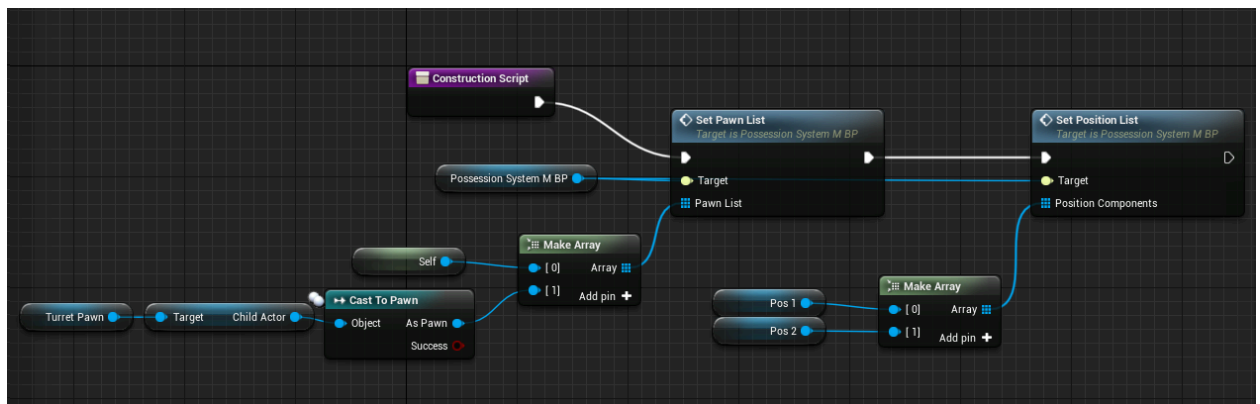 Construction Script
Set Pawn List
Target is Possession System M BP
Target
Pawn List
Set Position List
Target is Possession System M BP
Target
Position Components
Possession System M BP
Make Array
[0] Array
[1] Add pin +
Self
Cast To Pawn
Object As Pawn
Success
Turret Pawn
Target Child Actor
Make Array
[0] Array
[1] Add pin +
Pos 1
Pos 2